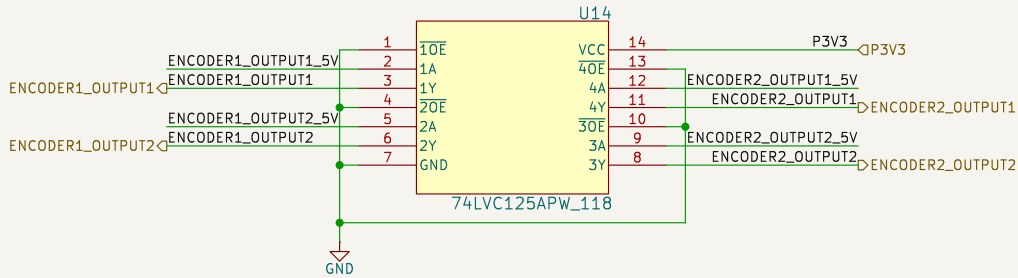 U14
1 1OE VCC 14 P3V3 P3V3
ENCODER1_OUTPUT1_5V 2 1A 4OE 13
ENCODER1_OUTPUT1 ENCODER1_OUTPUT1 3 1Y 4A 12 ENCODER2_OUTPUT1_5V
4 2OE 4Y 11 ENCODER2_OUTPUT1 ENCODER2_OUTPUT1
ENCODER1_OUTPUT2_5V 5 2A 3OE 10
ENCODER1_OUTPUT2 ENCODER1_OUTPUT2 6 2Y 3A 9 ENCODER2_OUTPUT2_5V
7 GND 3Y 8 ENCODER2_OUTPUT2 ENCODER2_OUTPUT2
74LVC125APW_118
GND